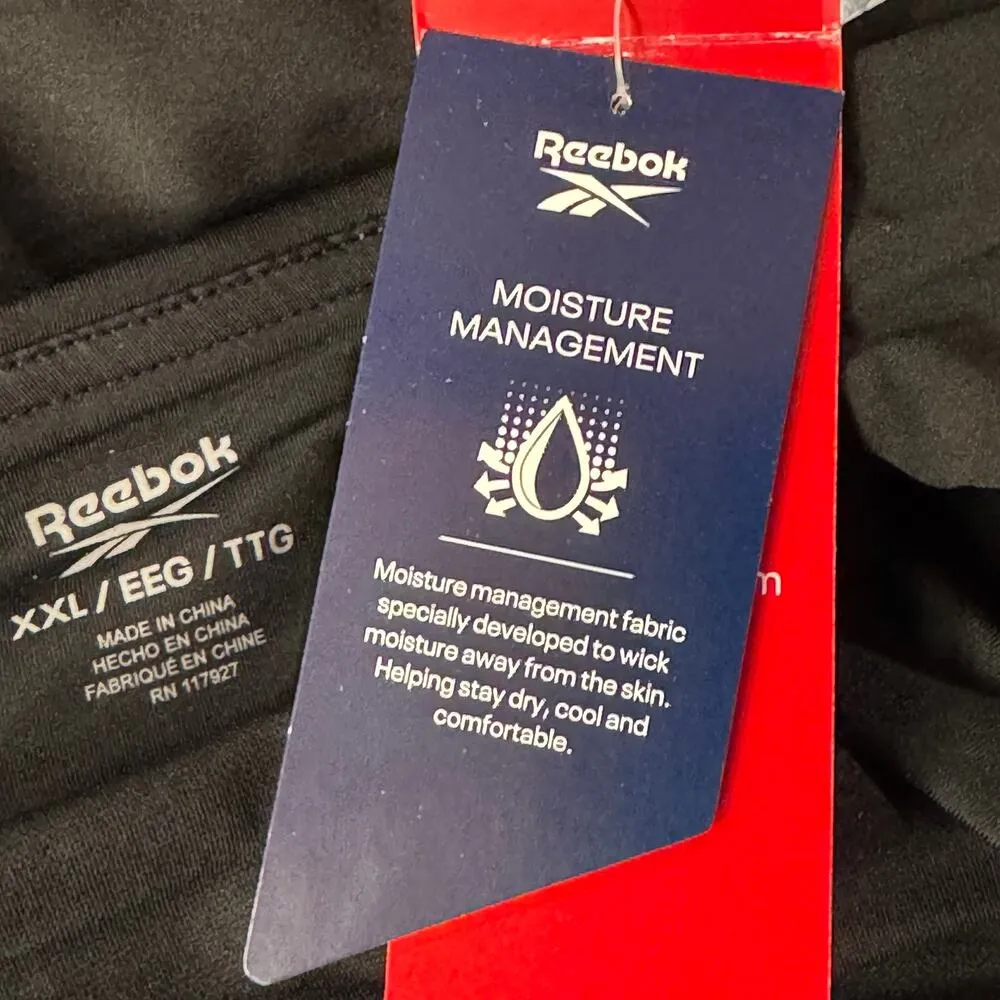 Reebok
MOISTURE
MANAGEMENT
Moisture management fabric
specially developed to wick
moisture away from the skin.
Helping stay dry, cool and
comfortable.
Reebok
XXL / EEG / TTG
MADE IN CHINA
HECHO EN CHINA
FABRIQUÉ EN CHINE
RN 117927
m